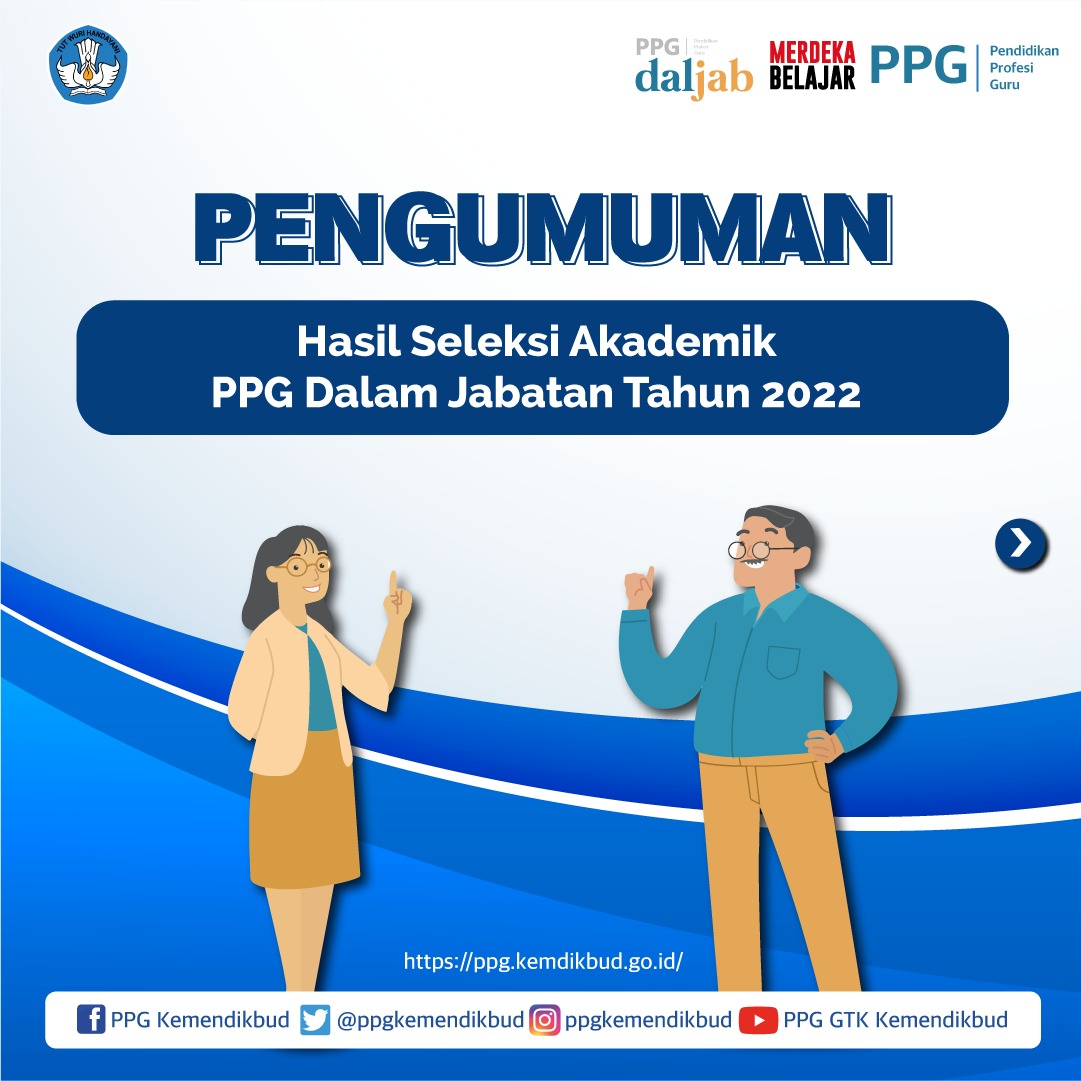 TUT WURI HANDAYANI
PPG
Pendidikan
Profesi
Guru
daljab
MERDEKA
BELAJAR
PPG
Pendidikan
Profesi
Guru
PENGUMUMAN
Hasil Seleksi Akademik
PPG Dalam Jabatan Tahun 2022
https://ppg.kemdikbud.go.id/
PPG Kemendikbud @ppgkemendikbud ppgkemendikbud PPG GTK Kemendikbud